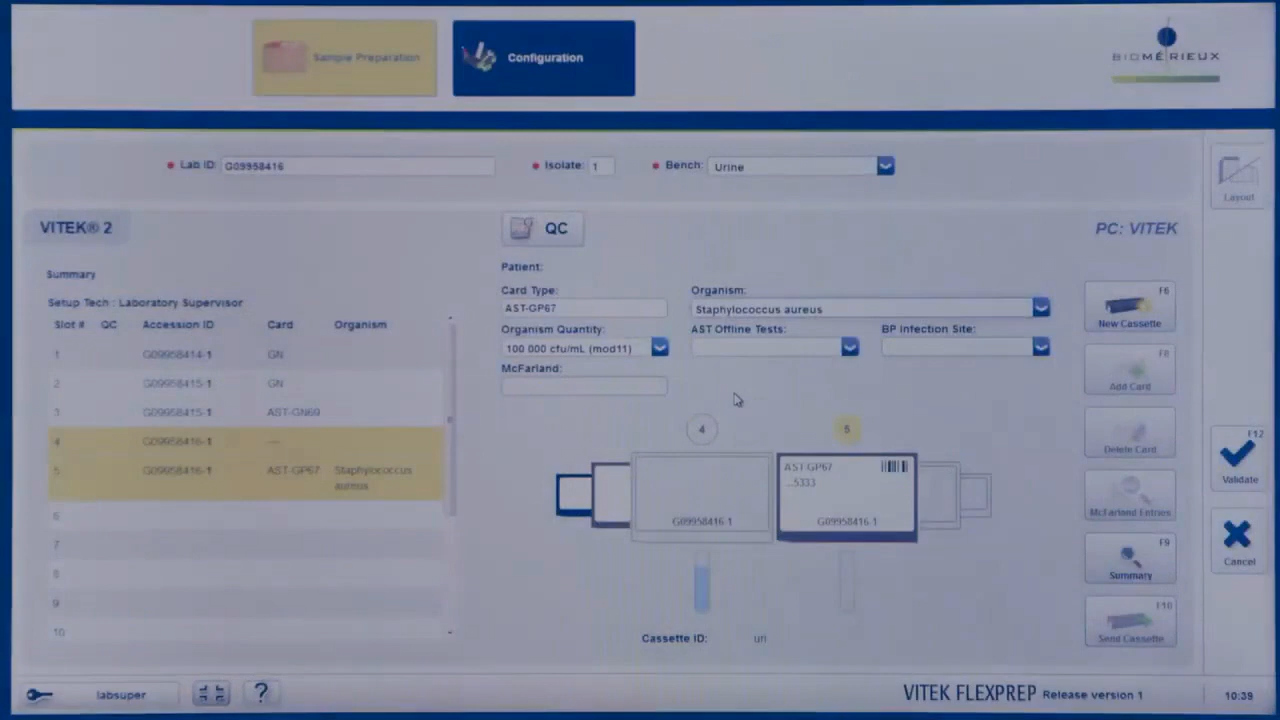 Sample Preparation
Configuration
BIOMÉRIEUX
Lab ID: G09958416
Isolate: 1
Bench: Urine
Layout
VITEK® 2
QC
PC: VITEK
Summary
Patient:
Setup Tech : Laboratory Supervisor
Card Type:
Organism:
AST-GP67
Staphylococcus aureus
Organism Quantity:
AST Offline Tests:
BP Infection Site:
100 000 cfu/mL (mod11)
McFarland:
Slot # QC Accession ID Card Organism
1 G09958414-1 GN
2 G09958415-1 GN
3 G09958415-1 AST-GN69
4 G09958416-1 ---
5 G09958416-1 AST-GP67 Staphylococcus
aureus
6
7
8
9
10
4
5
AST-GP67
...5333
G09958416-1
G09958416-1
Cassette ID: un
F6
New Cassette
F8
Add Card
Delete Card
McFarland Entries
F9
Summary
F10
Send Cassette
F12
Validate
Cancel
labsuper
?
VITEK FLEXPREP Release version 1
10:39